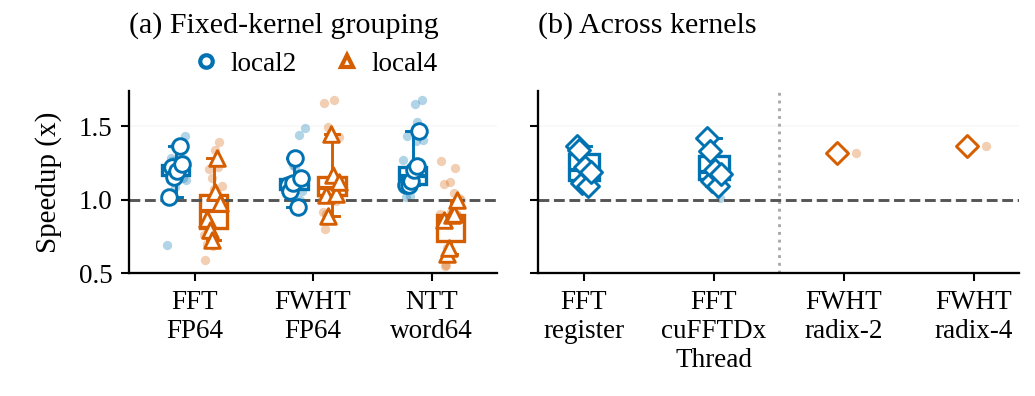 (a) Fixed-kernel grouping
local2 local4
Speedup (x)
1.5
1.0
0.5
FFT FP64
FWHT FP64
NTT word64
(b) Across kernels
FFT register
FFT cuFFTDx Thread
FWHT radix-2
FWHT radix-4